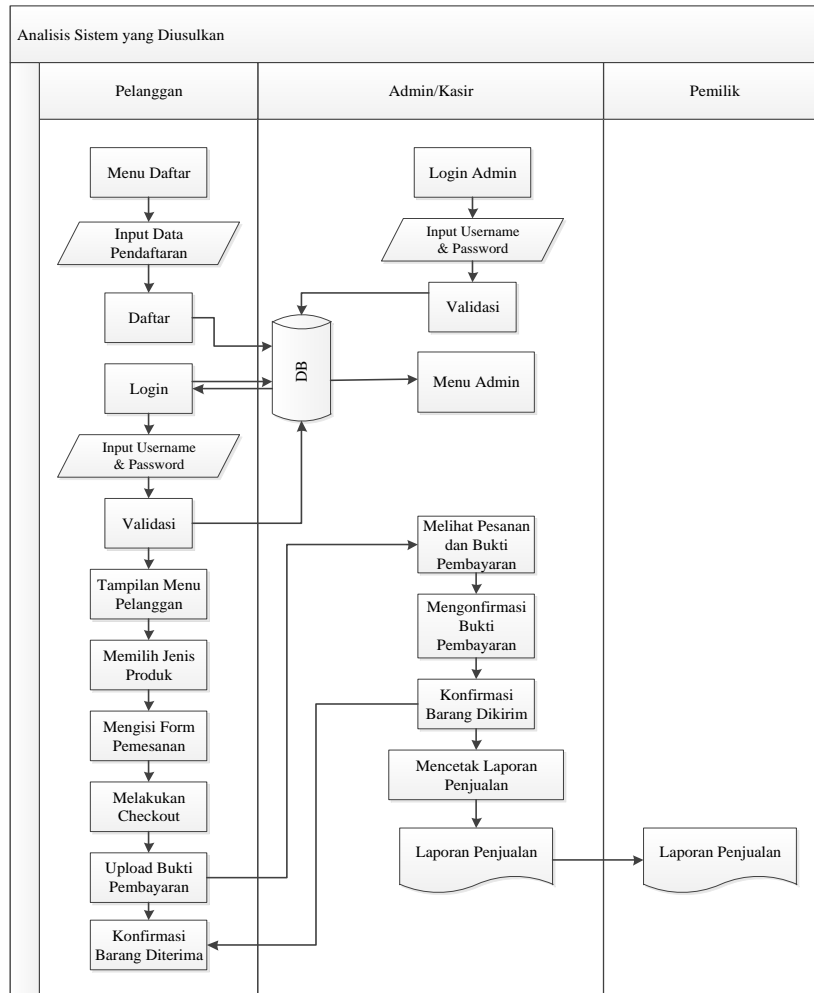 Analisis Sistem yang Diusulkan
Pelanggan
Admin/Kasir
Pemilik
Menu Daftar
Input Data
Pendaftaran
Daftar
Login
Input Username
& Password
Validasi
Tampilan Menu
Pelanggan
Memilih Jenis
Produk
Mengisi Form
Pemesanan
Melakukan
Checkout
Upload Bukti
Pembayaran
Konfirmasi
Barang Diterima
DB
Login Admin
Input Username
& Password
Validasi
Menu Admin
Melihat Pesanan
dan Bukti
Pembayaran
Mengonfirmasi
Bukti
Pembayaran
Konfirmasi
Barang Dikirim
Mencetak Laporan
Penjualan
Laporan Penjualan
Laporan Penjualan